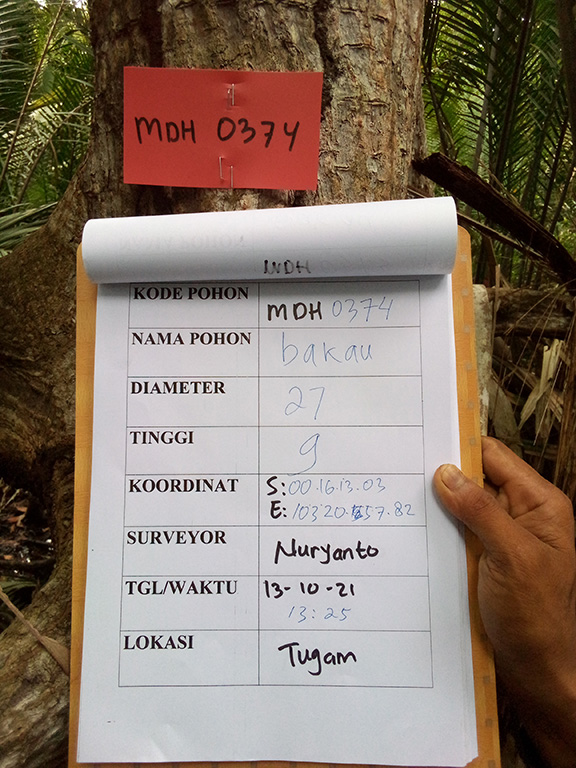 MDH 0374
MDH
KODE POHON MDH 0374
NAMA POHON bakau
DIAMETER 27
TINGGI 9
KOORDINAT S: 00.16.13.03
E: 103.20.57.82
SURVEYOR Nuryanto
TGL/WAKTU 13-10-21
13:25
LOKASI Tugam